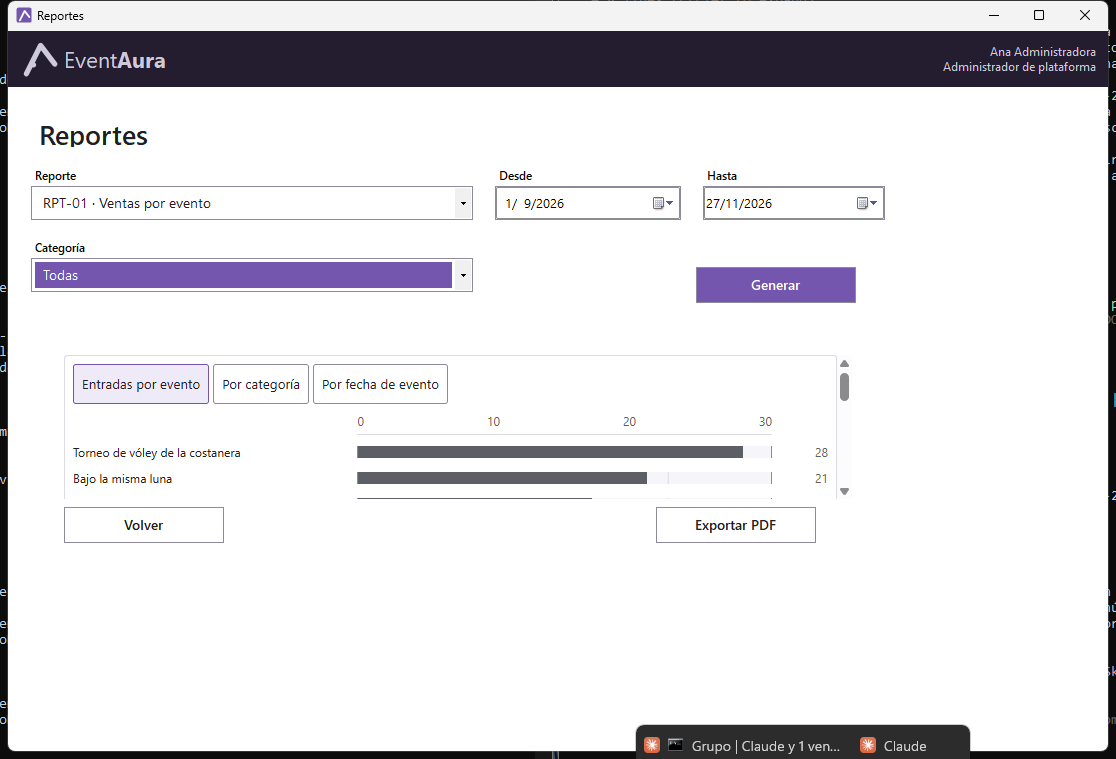 Reportes
EventAura
Ana Administradora
Administrador de plataforma
Reportes
Reporte
Desde
Hasta
RPT-01 · Ventas por evento
1/ 9/2026
27/11/2026
Categoría
Todas
Generar
Entradas por evento
Por categoría
Por fecha de evento
0 10 20 30
Torneo de vóley de la costanera 28
Bajo la misma luna 21
Volver
Exportar PDF
Grupo | Claude y 1 ven...
Claude